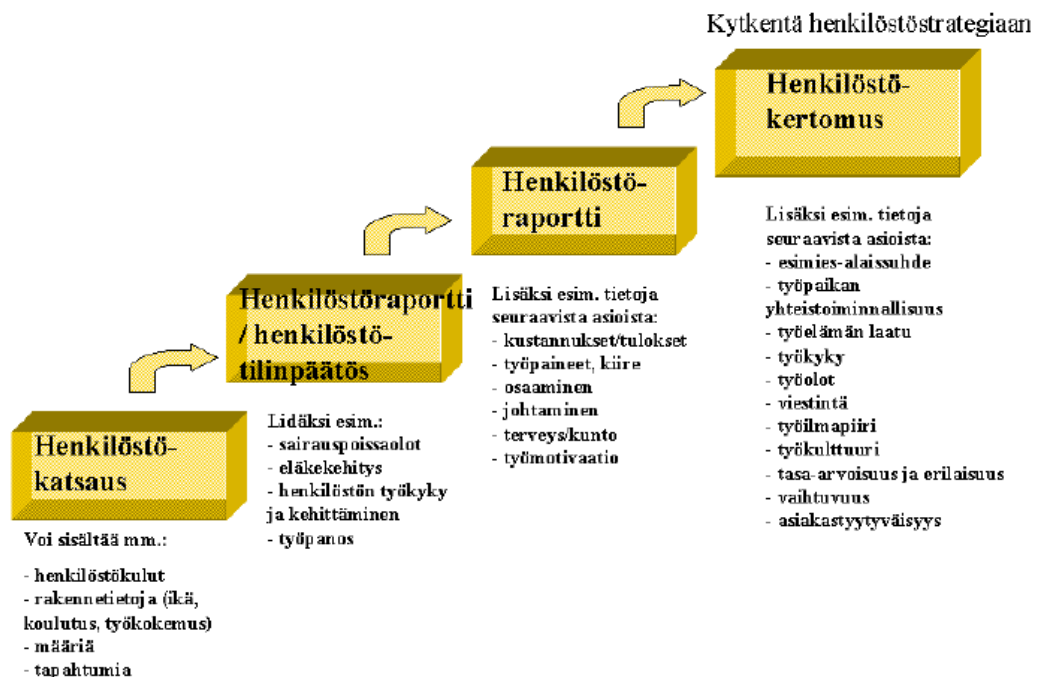 Kytkentä henkilöstöstrategiaan
Henkilöstö-
kertomus
Lisäksi esim. tietoja
seuraavista asioista:
- esimies-alaissuhde
- työpaikan
yhteistoiminnallisuus
- työelämän laatu
- työkyky
- työolot
- viestintä
- työilmapiiri
- työkulttuuri
- tasa-arvoisuus ja erilaisuus
- vaihtuvuus
- asiakastyytyväisyys
Henkilöstö-
raportti
Lisäksi esim. tietoja
seuraavista asioista:
- kustannukset/tulokset
- työpaineet, kiire
- osaaminen
- johtaminen
- terveys/kunto
- työmotivaatio
Henkilöstöraportti
/ henkilöstö-
tilinpäätös
Lidäksi esim.:
- sairauspoissaolot
- eläkekehitys
- henkilöstön työkyky
ja kehittäminen
- työpanos
Henkilöstö-
katsaus
Voi sisältää mm.:
- henkilöstökulut
- rakennetietoja (ikä,
koulutus, työkokemus)
- määriä
- tapahtumia